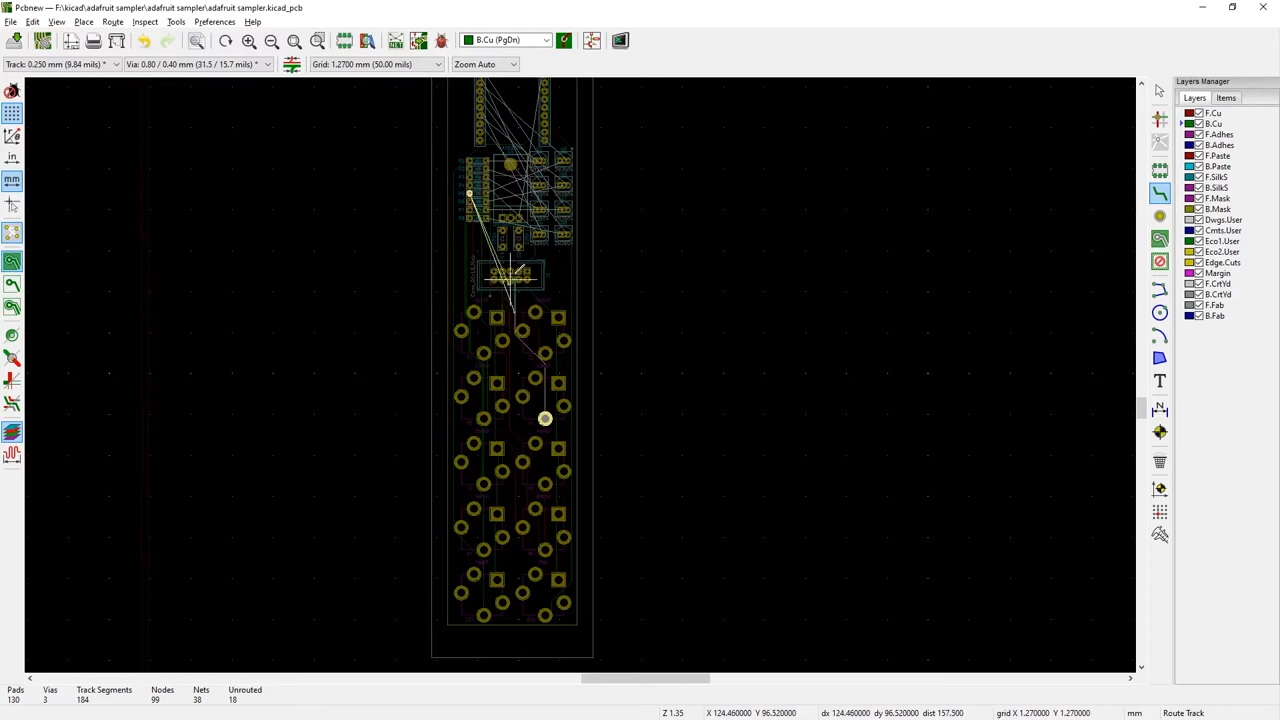 Pcbnew — F:\kicad\adafruit sampler\adafruit sampler.kicad_pcb
File Edit View Place Route Inspect Tools Preferences Help
NET B.Cu (PgDn)
Track: 0.250 mm (9.84 mils) * Via: 0.80 / 0.40 mm (31.5 / 15.7 mils) * Grid: 1.2700 mm (50.00 mils) Zoom Auto
in
mm
Layers Manager
Layers Items
F.Cu
B.Cu
F.Adhes
B.Adhes
F.Paste
B.Paste
F.SilkS
B.SilkS
F.Mask
B.Mask
Dwgs.User
Cmts.User
Eco1.User
Eco2.User
Edge.Cuts
Margin
F.CrtYd
B.CrtYd
F.Fab
B.Fab
Pads Vias Track Segments Nodes Nets Unrouted
130 3 184 99 38 18
Z 1.35 X 124.460000 Y 96.520000 dx 124.460000 dy 96.520000 dist 157.500 grid X 1.270000 Y 1.270000 mm Route Track